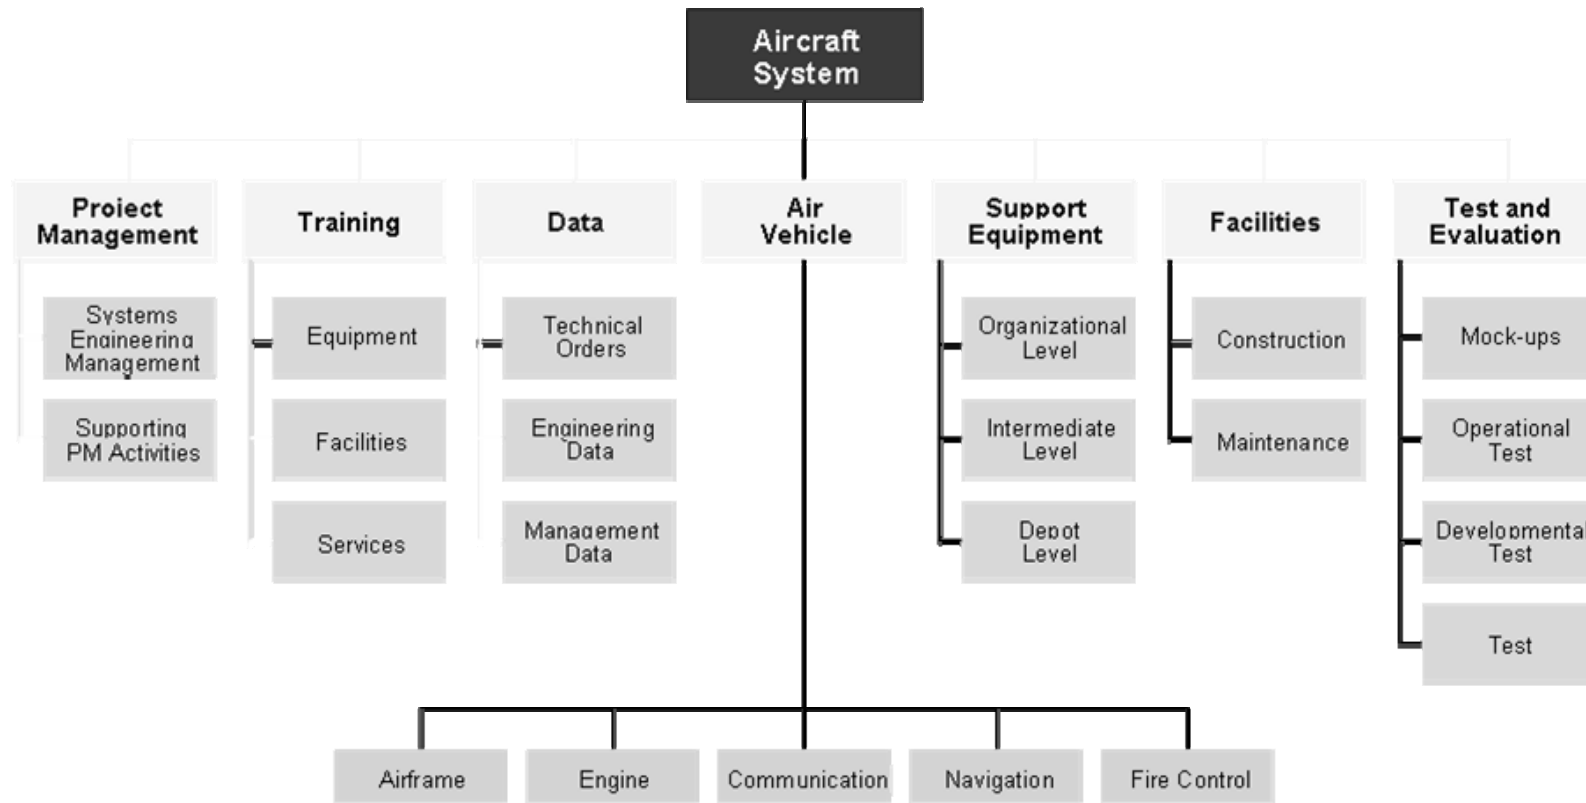 Aircraft
System
Project
Management
Training
Data
Air
Vehicle
Support
Equipment
Facilities
Test and
Evaluation
Systems
Engineering
Management
Supporting
PM Activities
Equipment
Facilities
Services
Technical
Orders
Engineering
Data
Management
Data
Organizational
Level
Intermediate
Level
Depot
Level
Construction
Maintenance
Mock-ups
Operational
Test
Developmental
Test
Test
Airframe
Engine
Communication
Navigation
Fire Control